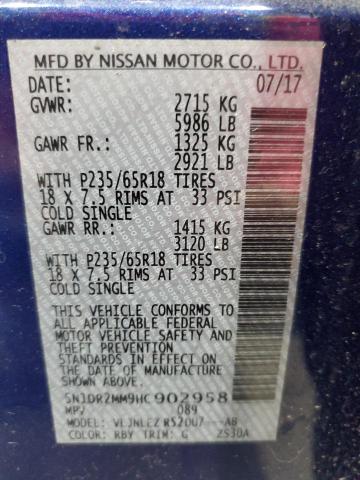 MFD BY NISSAN MOTOR CO., LTD.
DATE: 07/17
GVWR: 2715 KG
5986 LB
GAWR FR.: 1325 KG
2921 LB
WITH P235/65R18 TIRES
18 X 7.5 RIMS AT 33 PSI
COLD SINGLE
GAWR RR.: 1415 KG
3120 LB
WITH P235/65R18 TIRES
18 X 7.5 RIMS AT 33 PSI
COLD SINGLE
THIS VEHICLE CONFORMS TO
ALL APPLICABLE FEDERAL
MOTOR VEHICLE SAFETY AND
THEFT PREVENTION
STANDARDS IN EFFECT ON
THE DATE OF MANUFACTURE
SHOWN ABOVE.
5N1DR2MM9HC902958
MPV 089
MODEL: VLJNLEZ R520U7---AB
COLOR: RBY TRIM: G ZS30A